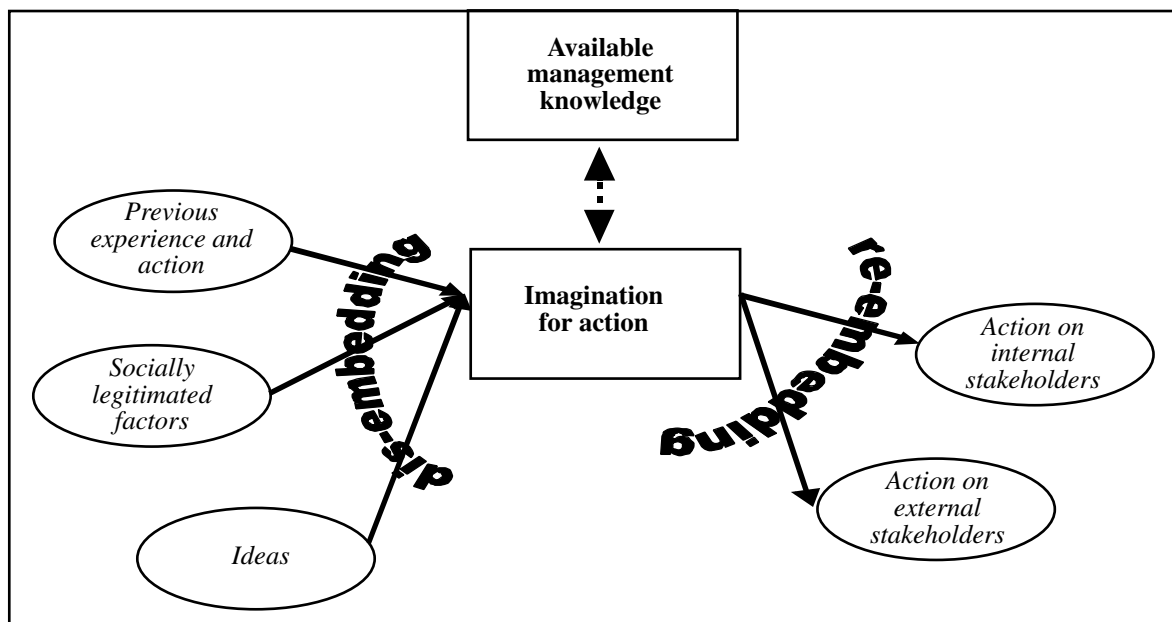 Available
management
knowledge
Previous
experience and
action
Socially
legitimated
factors
Ideas
dis-embedding
Imagination
for action
re-embedding
Action on
internal
stakeholders
Action on
external
stakeholders